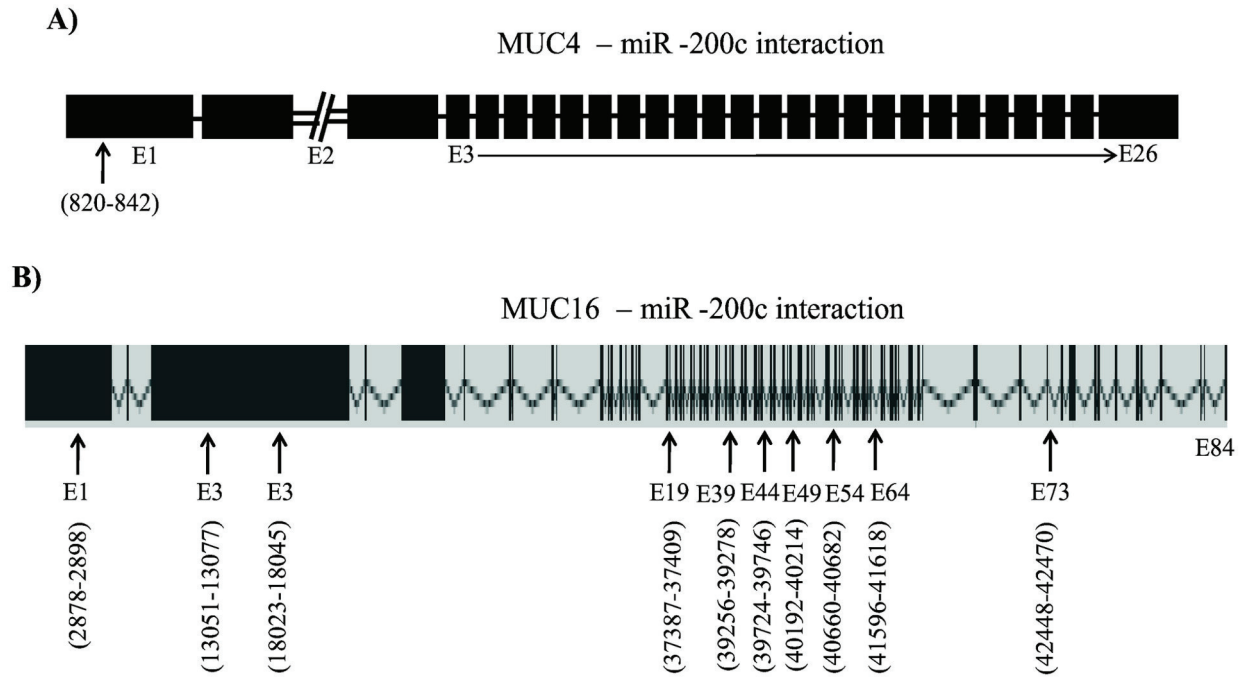 A)
MUC4 – miR -200c interaction
E1 E2 E3 E26
(820-842)
B)
MUC16 – miR -200c interaction
E84
E1 E3 E3 E19 E39 E44 E49 E54 E64 E73
(2878-2898)
(13051-13077)
(18023-18045)
(37387-37409)
(39256-39278)
(39724-39746)
(40192-40214)
(40660-40682)
(41596-41618)
(42448-42470)